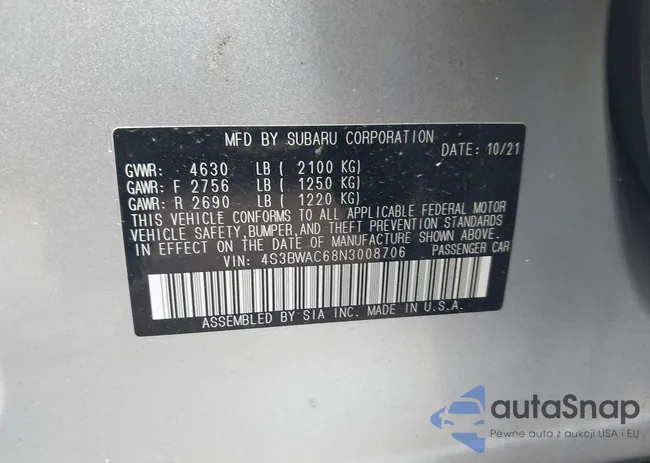 MFD BY SUBARU CORPORATION
DATE: 10/21
GVWR: 4630 LB ( 2100 KG)
GAWR: F 2756 LB ( 1250 KG)
GAWR: R 2690 LB ( 1220 KG)
THIS VEHICLE CONFORMS TO ALL APPLICABLE FEDERAL MOTOR
VEHICLE SAFETY, BUMPER, AND THEFT PREVENTION STANDARDS
IN EFFECT ON THE DATE OF MANUFACTURE SHOWN ABOVE.
VIN: 4S3BWAC68N3008706 PASSENGER CAR
ASSEMBLED BY SIA INC. MADE IN U.S.A.
autaSnap
Pewne auta z aukcji USA i EU